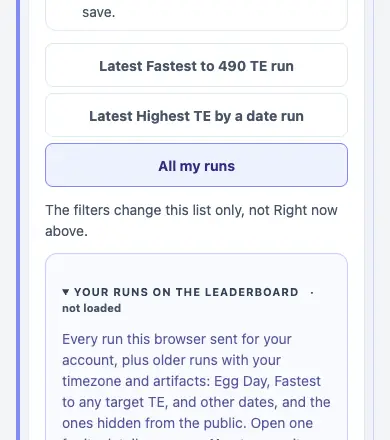 save.
Latest Fastest to 490 TE run
Latest Highest TE by a date run
All my runs
The filters change this list only, not Right now
above.
▼ YOUR RUNS ON THE LEADERBOARD ·
not loaded
Every run this browser sent for your
account, plus older runs with your
timezone and artifacts: Egg Day, Fastest
to any target TE, and other dates, and the
ones hidden from the public. Open one